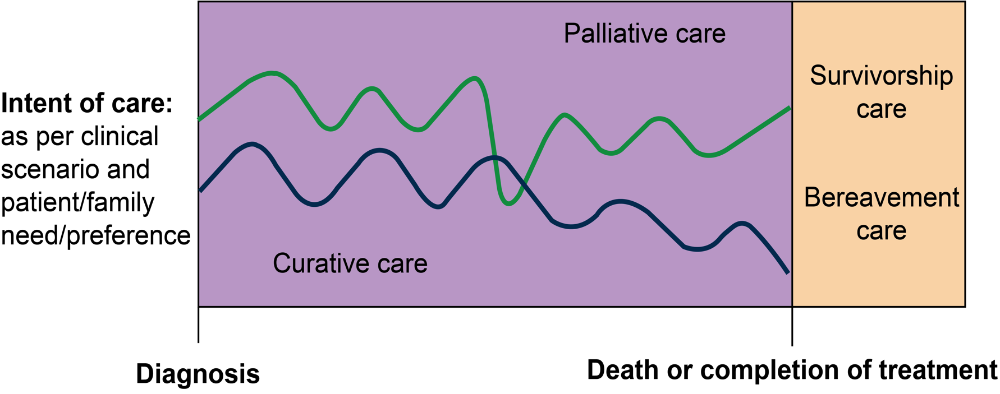 Intent of care:
as per clinical
scenario and
patient/family
need/preference
Palliative care
Curative care
Survivorship
care
Bereavement
care
Diagnosis
Death or completion of treatment